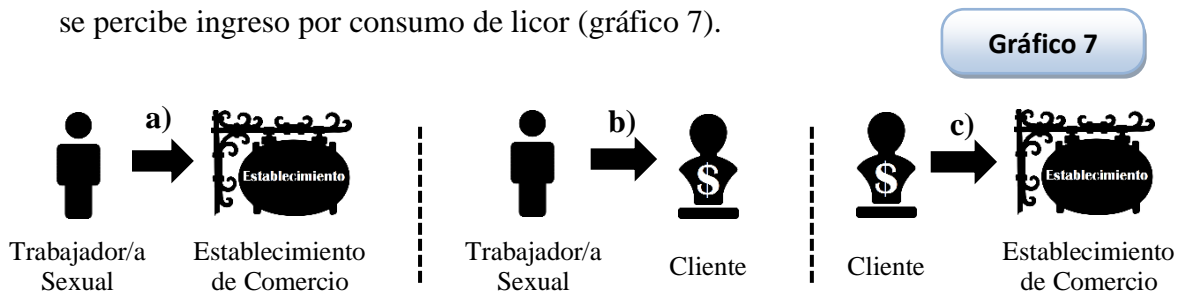 se percibe ingreso por consumo de licor (gráfico 7).
Gráfico 7
a)
Establecimiento
b)
$
$
c)
Establecimiento
Trabajador/a
Sexual
Establecimiento
de Comercio
Trabajador/a
Sexual
Cliente
Cliente
Establecimiento
de Comercio